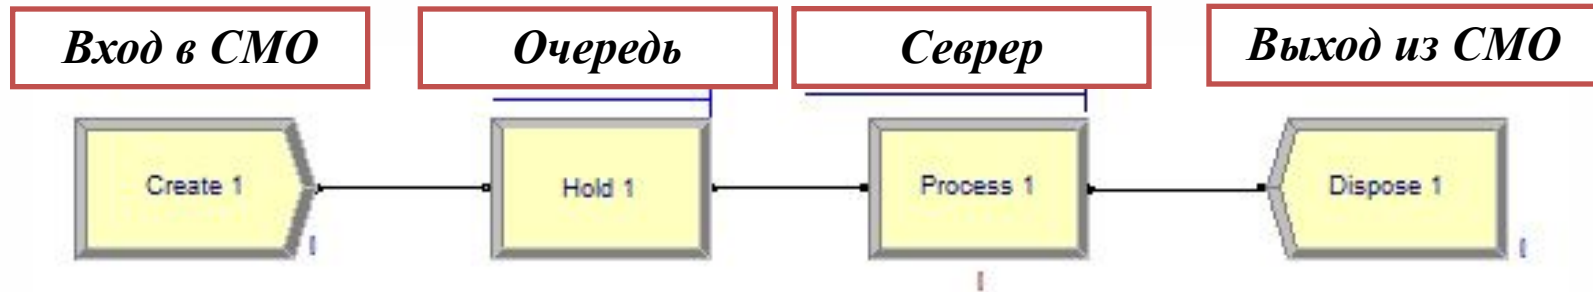 Вход в СМО
Очередь
Севрер
Выход из СМО
Create 1
Hold 1
Process 1
Dispose 1